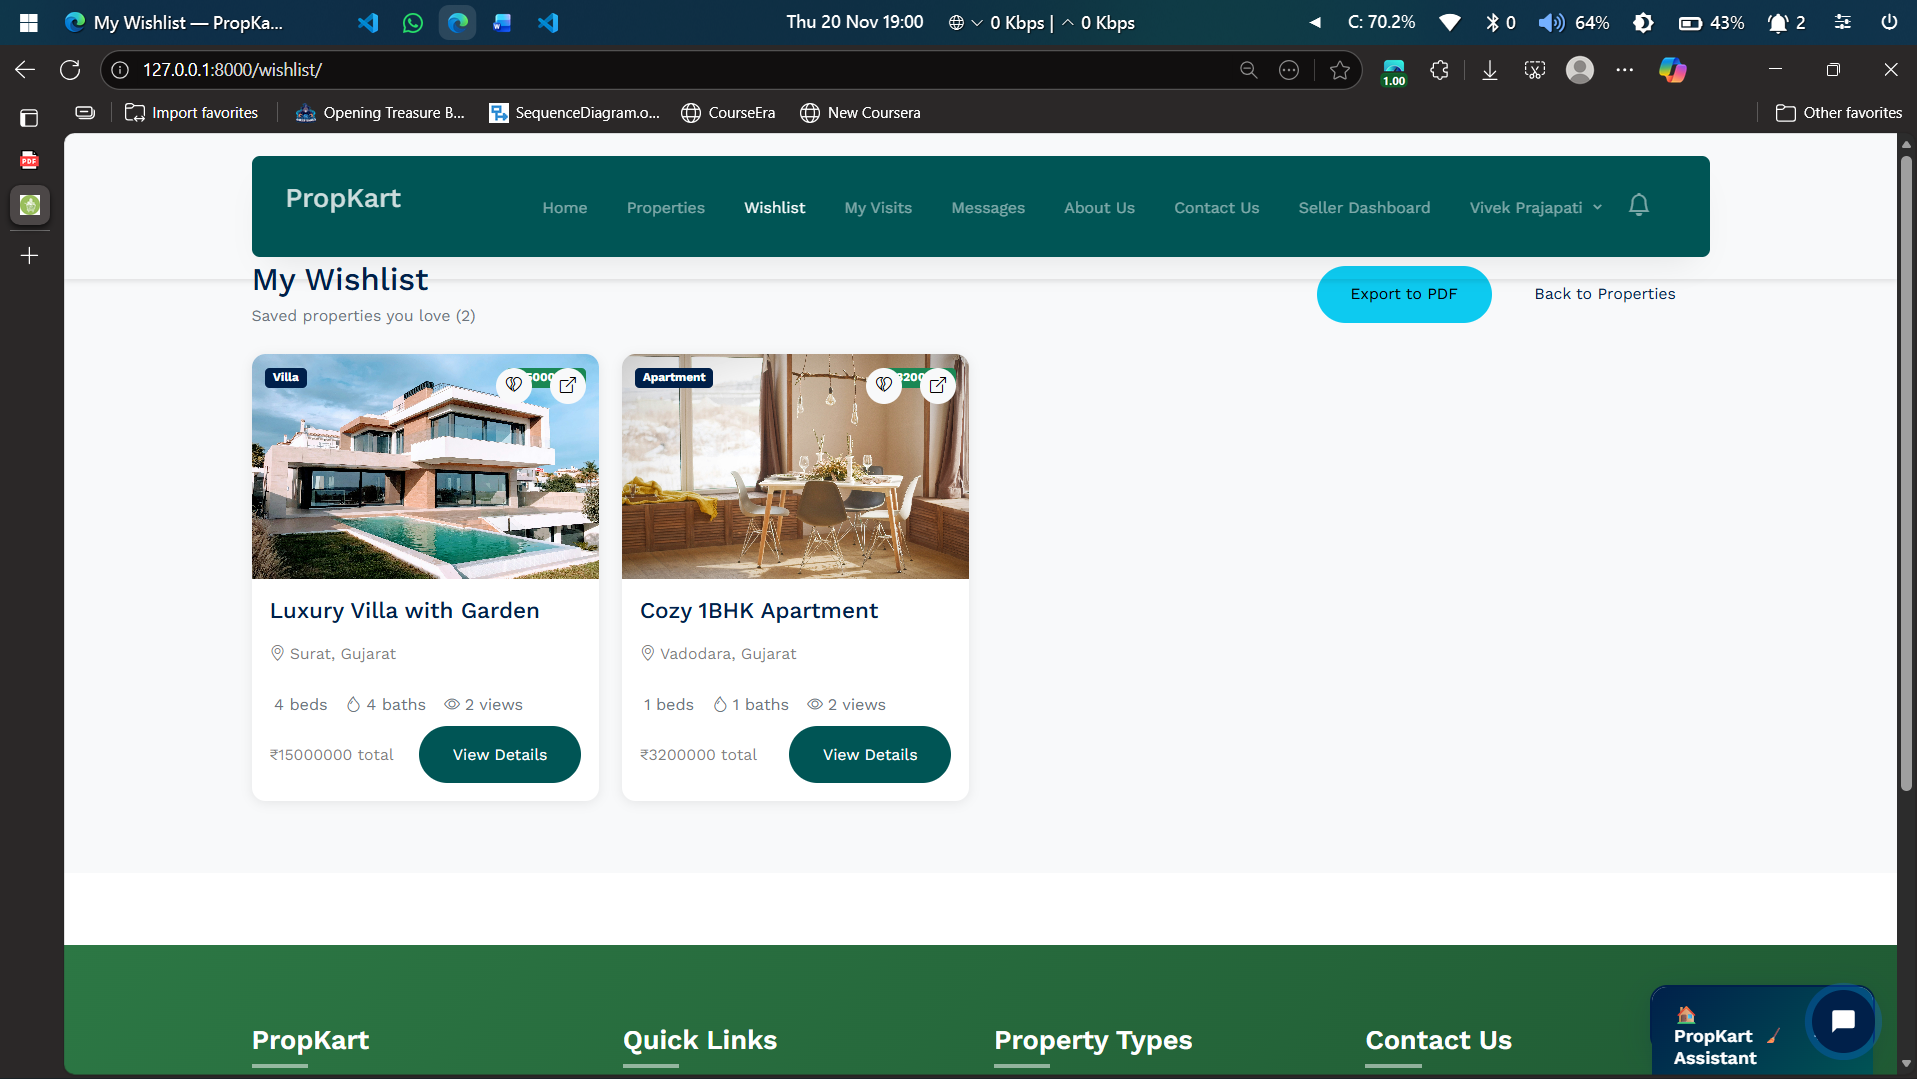 My Wishlist — PropKa...
Thu 20 Nov 19:00
0 Kbps | 0 Kbps
C: 70.2%
0
64%
43%
2
127.0.0.1:8000/wishlist/
1.00
Import favorites
Opening Treasure B...
SequenceDiagram.o...
CourseEra
New Coursera
Other favorites
PDF
PropKart
Home
Properties
Wishlist
My Visits
Messages
About Us
Contact Us
Seller Dashboard
Vivek Prajapati
My Wishlist
Saved properties you love (2)
Export to PDF
Back to Properties
Villa
Apartment
Luxury Villa with Garden
Surat, Gujarat
4 beds 4 baths 2 views
₹15000000 total
View Details
Cozy 1BHK Apartment
Vadodara, Gujarat
1 beds 1 baths 2 views
₹3200000 total
View Details
PropKart
Quick Links
Property Types
Contact Us
PropKart
Assistant